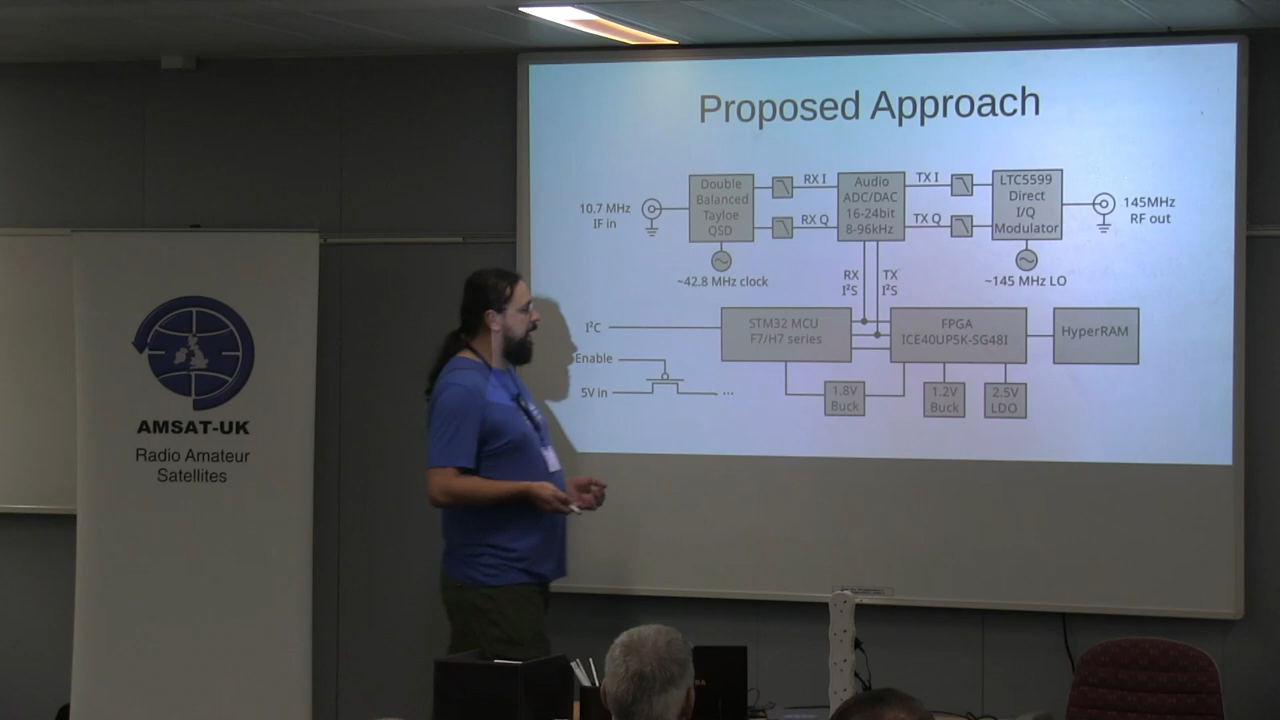 Proposed Approach
10.7 MHz
IF in
Double
Balanced
Tayloe
QSD
~42.8 MHz clock
RX I
RX Q
Audio
ADC/DAC
16-24bit
8-96kHz
TX I
TX Q
LTC5599
Direct
I/Q
Modulator
~145 MHz LO
145MHz
RF out
RX
I²S
TX
I²S
I²C
STM32 MCU
F7/H7 series
FPGA
ICE40UP5K-SG48I
HyperRAM
Enable
5V in
...
1.8V
Buck
1.2V
Buck
2.5V
LDO
AMSAT-UK
Radio Amateur
Satellites